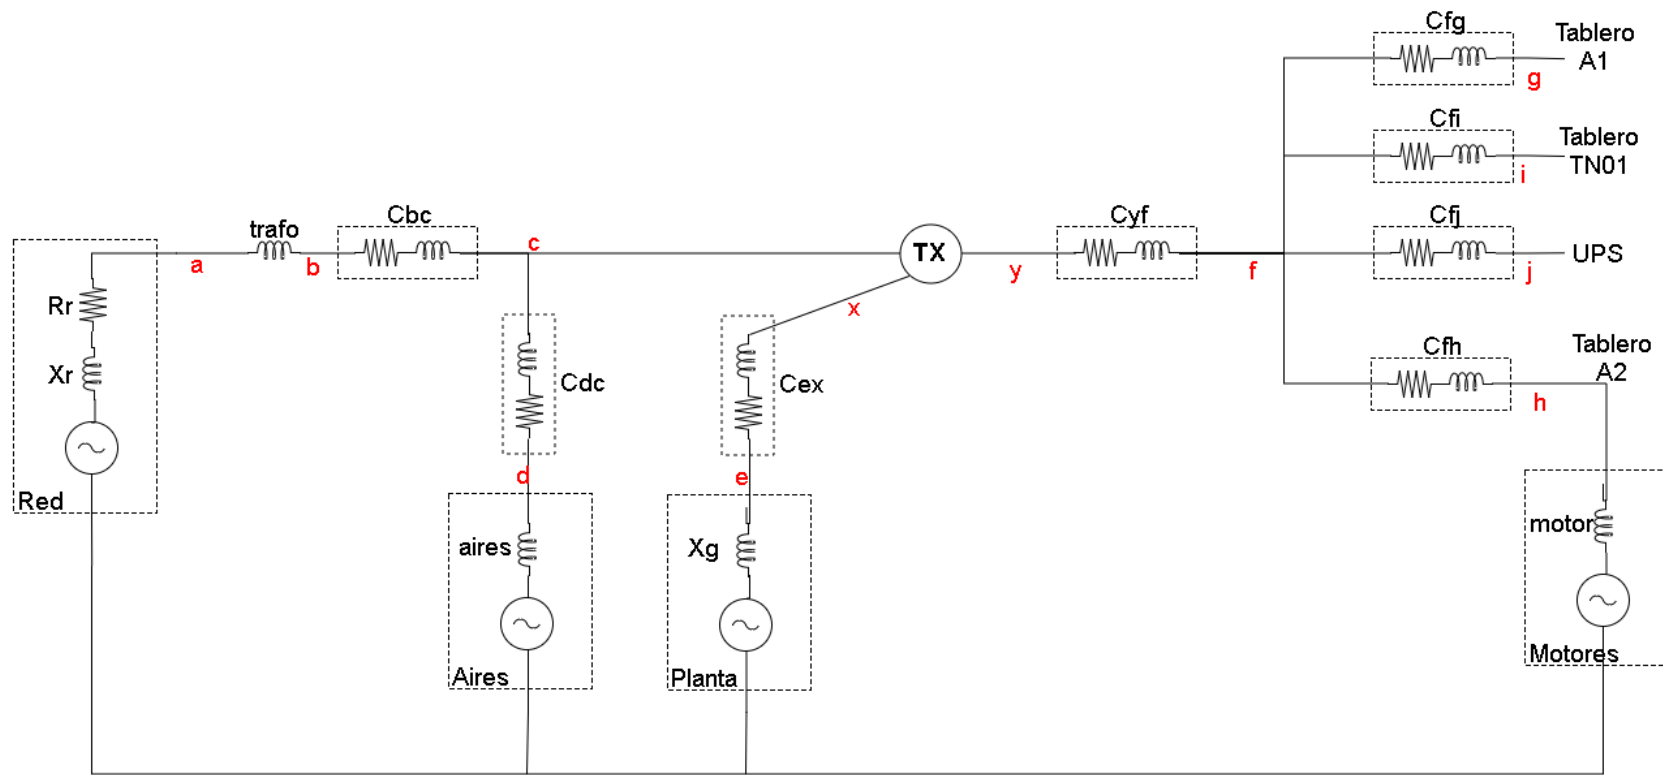 Cfg
Tablero
A1
g
Cfi
Tablero
TN01
i
Cbc
Cyf
Cfj
trafo
c
TX
UPS
a
b
y
f
j
Rr
x
Xr
Cdc
Cex
Cfh
Tablero
A2
h
d
e
Red
aires
Xg
motor
Aires
Planta
Motores